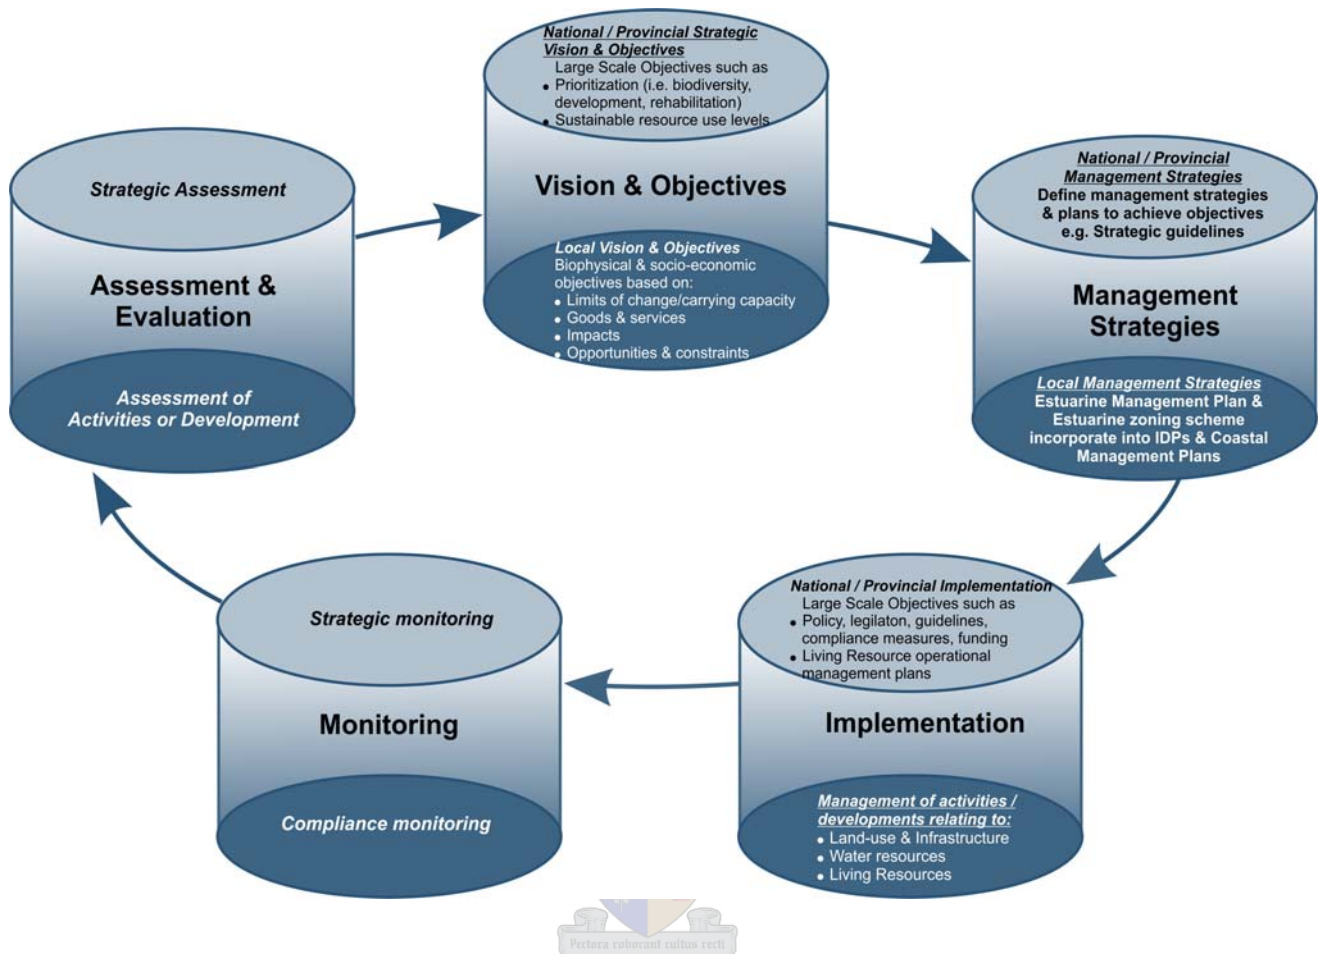 National / Provincial Strategic
Vision & Objectives
Large Scale Objectives such as
• Prioritization (i.e. biodiversity,
development, rehabilitation)
• Sustainable resource use levels
Vision & Objectives
Local Vision & Objectives
Biophysical & socio-economic
objectives based on:
• Limits of change/carrying capacity
• Goods & services
• Impacts
• Opportunities & constraints
National / Provincial
Management Strategies
Define management strategies
& plans to achieve objectives
e.g. Strategic guidelines
Management
Strategies
Local Management Strategies
Estuarine Management Plan &
Estuarine zoning scheme
incorporate into IDPs & Coastal
Management Plans
National / Provincial Implementation
Large Scale Objectives such as
• Policy, legilaton, guidelines,
compliance measures, funding
• Living Resource operational
management plans
Implementation
Management of activities /
developments relating to:
• Land-use & Infrastructure
• Water resources
• Living Resources
Strategic monitoring
Monitoring
Compliance monitoring
Strategic Assessment
Assessment &
Evaluation
Assessment of
Activities or Development
Pectora roborant cultus recti